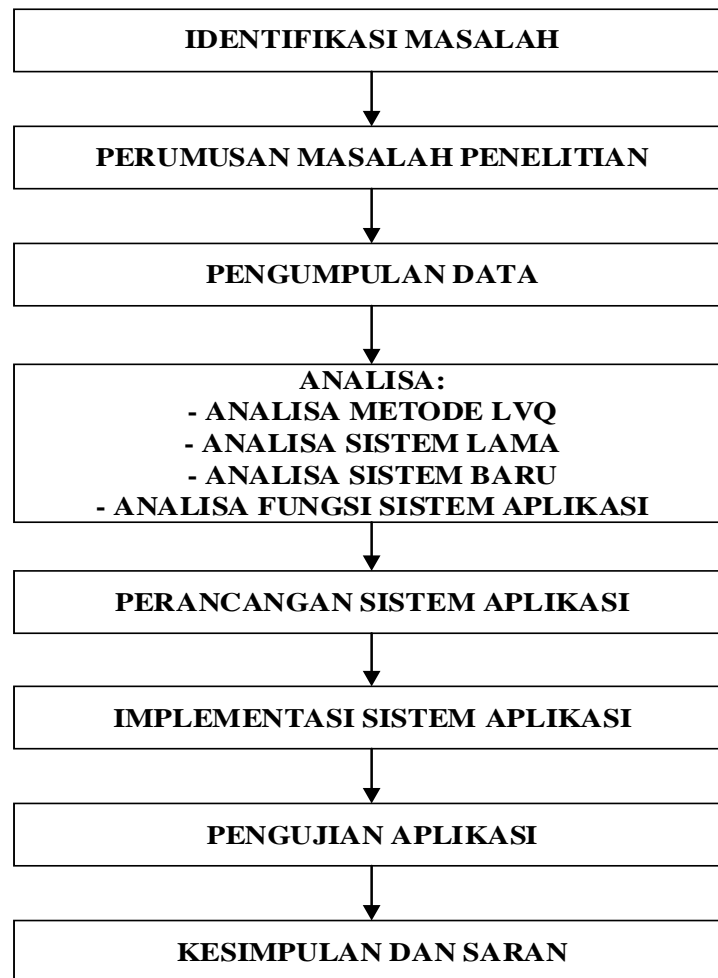 IDENTIFIKASI MASALAH
PERUMUSAN MASALAH PENELITIAN
PENGUMPULAN DATA
ANALISA:
- ANALISA METODE LVQ
- ANALISA SISTEM LAMA
- ANALISA SISTEM BARU
- ANALISA FUNGSI SISTEM APLIKASI
PERANCANGAN SISTEM APLIKASI
IMPLEMENTASI SISTEM APLIKASI
PENGUJIAN APLIKASI
KESIMPULAN DAN SARAN